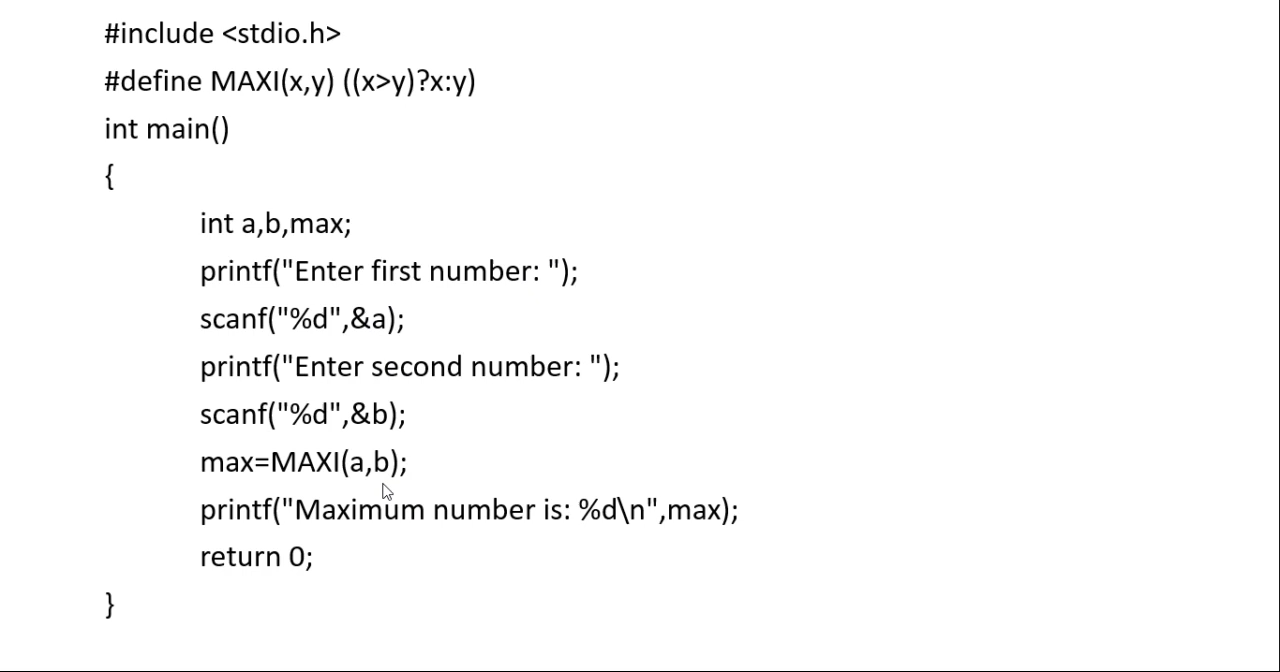 #include <stdio.h>
#define MAXI(x,y) ((x>y)?x:y)
int main()
{
int a,b,max;
printf("Enter first number: ");
scanf("%d",&a);
printf("Enter second number: ");
scanf("%d",&b);
max=MAXI(a,b);
printf("Maximum number is: %d\n",max);
return 0;
}